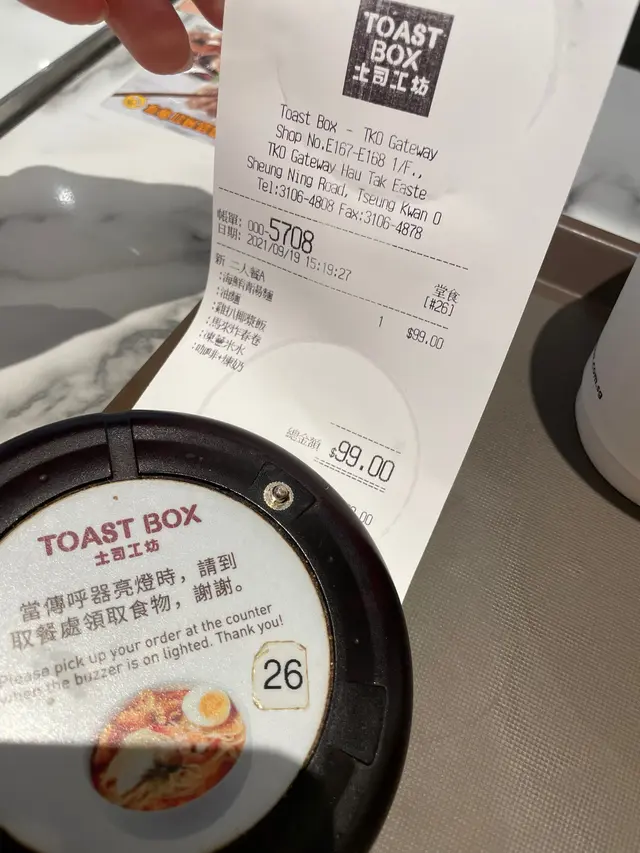 TOAST
BOX
土司工坊
Toast Box - TKO Gateway
Shop No.E167-E168 1/F.,
TKO Gateway Hau Tak Easte
Sheung Ning Road, Tseung Kwan O
Tel:3106-4808 Fax:3106-4878
帳單: 000-5708 堂食
日期: 2021/09/19 15:19:27 [#26]
新 二人餐A 1 $99.00
:海鮮清湯麵
:油麵
:雞扒椰漿飯
:馬來炸春卷
:凍薏米水
:咖啡+煉奶
總金額 $99.00
TOAST BOX
土司工坊
當傳呼器亮燈時，請到
取餐處領取食物，謝謝。
Please pick up your order at the counter
when the buzzer is on lighted. Thank you!
26
.com.sg